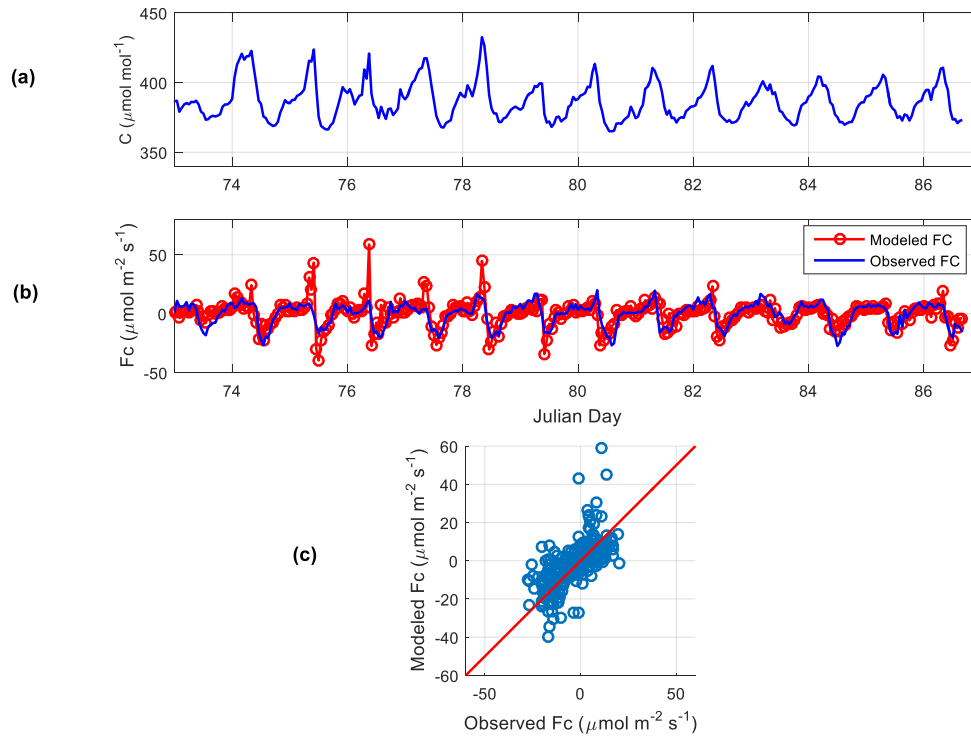 (a)
C (μmol mol⁻¹)
450
400
350
74 76 78 80 82 84 86
(b)
Fc (μmol m⁻² s⁻¹)
50
0
-50
Modeled FC
Observed FC
74 76 78 80 82 84 86
Julian Day
(c)
Modeled Fc (μmol m⁻² s⁻¹)
60
40
20
0
-20
-40
-60
-50 0 50
Observed Fc (μmol m⁻² s⁻¹)